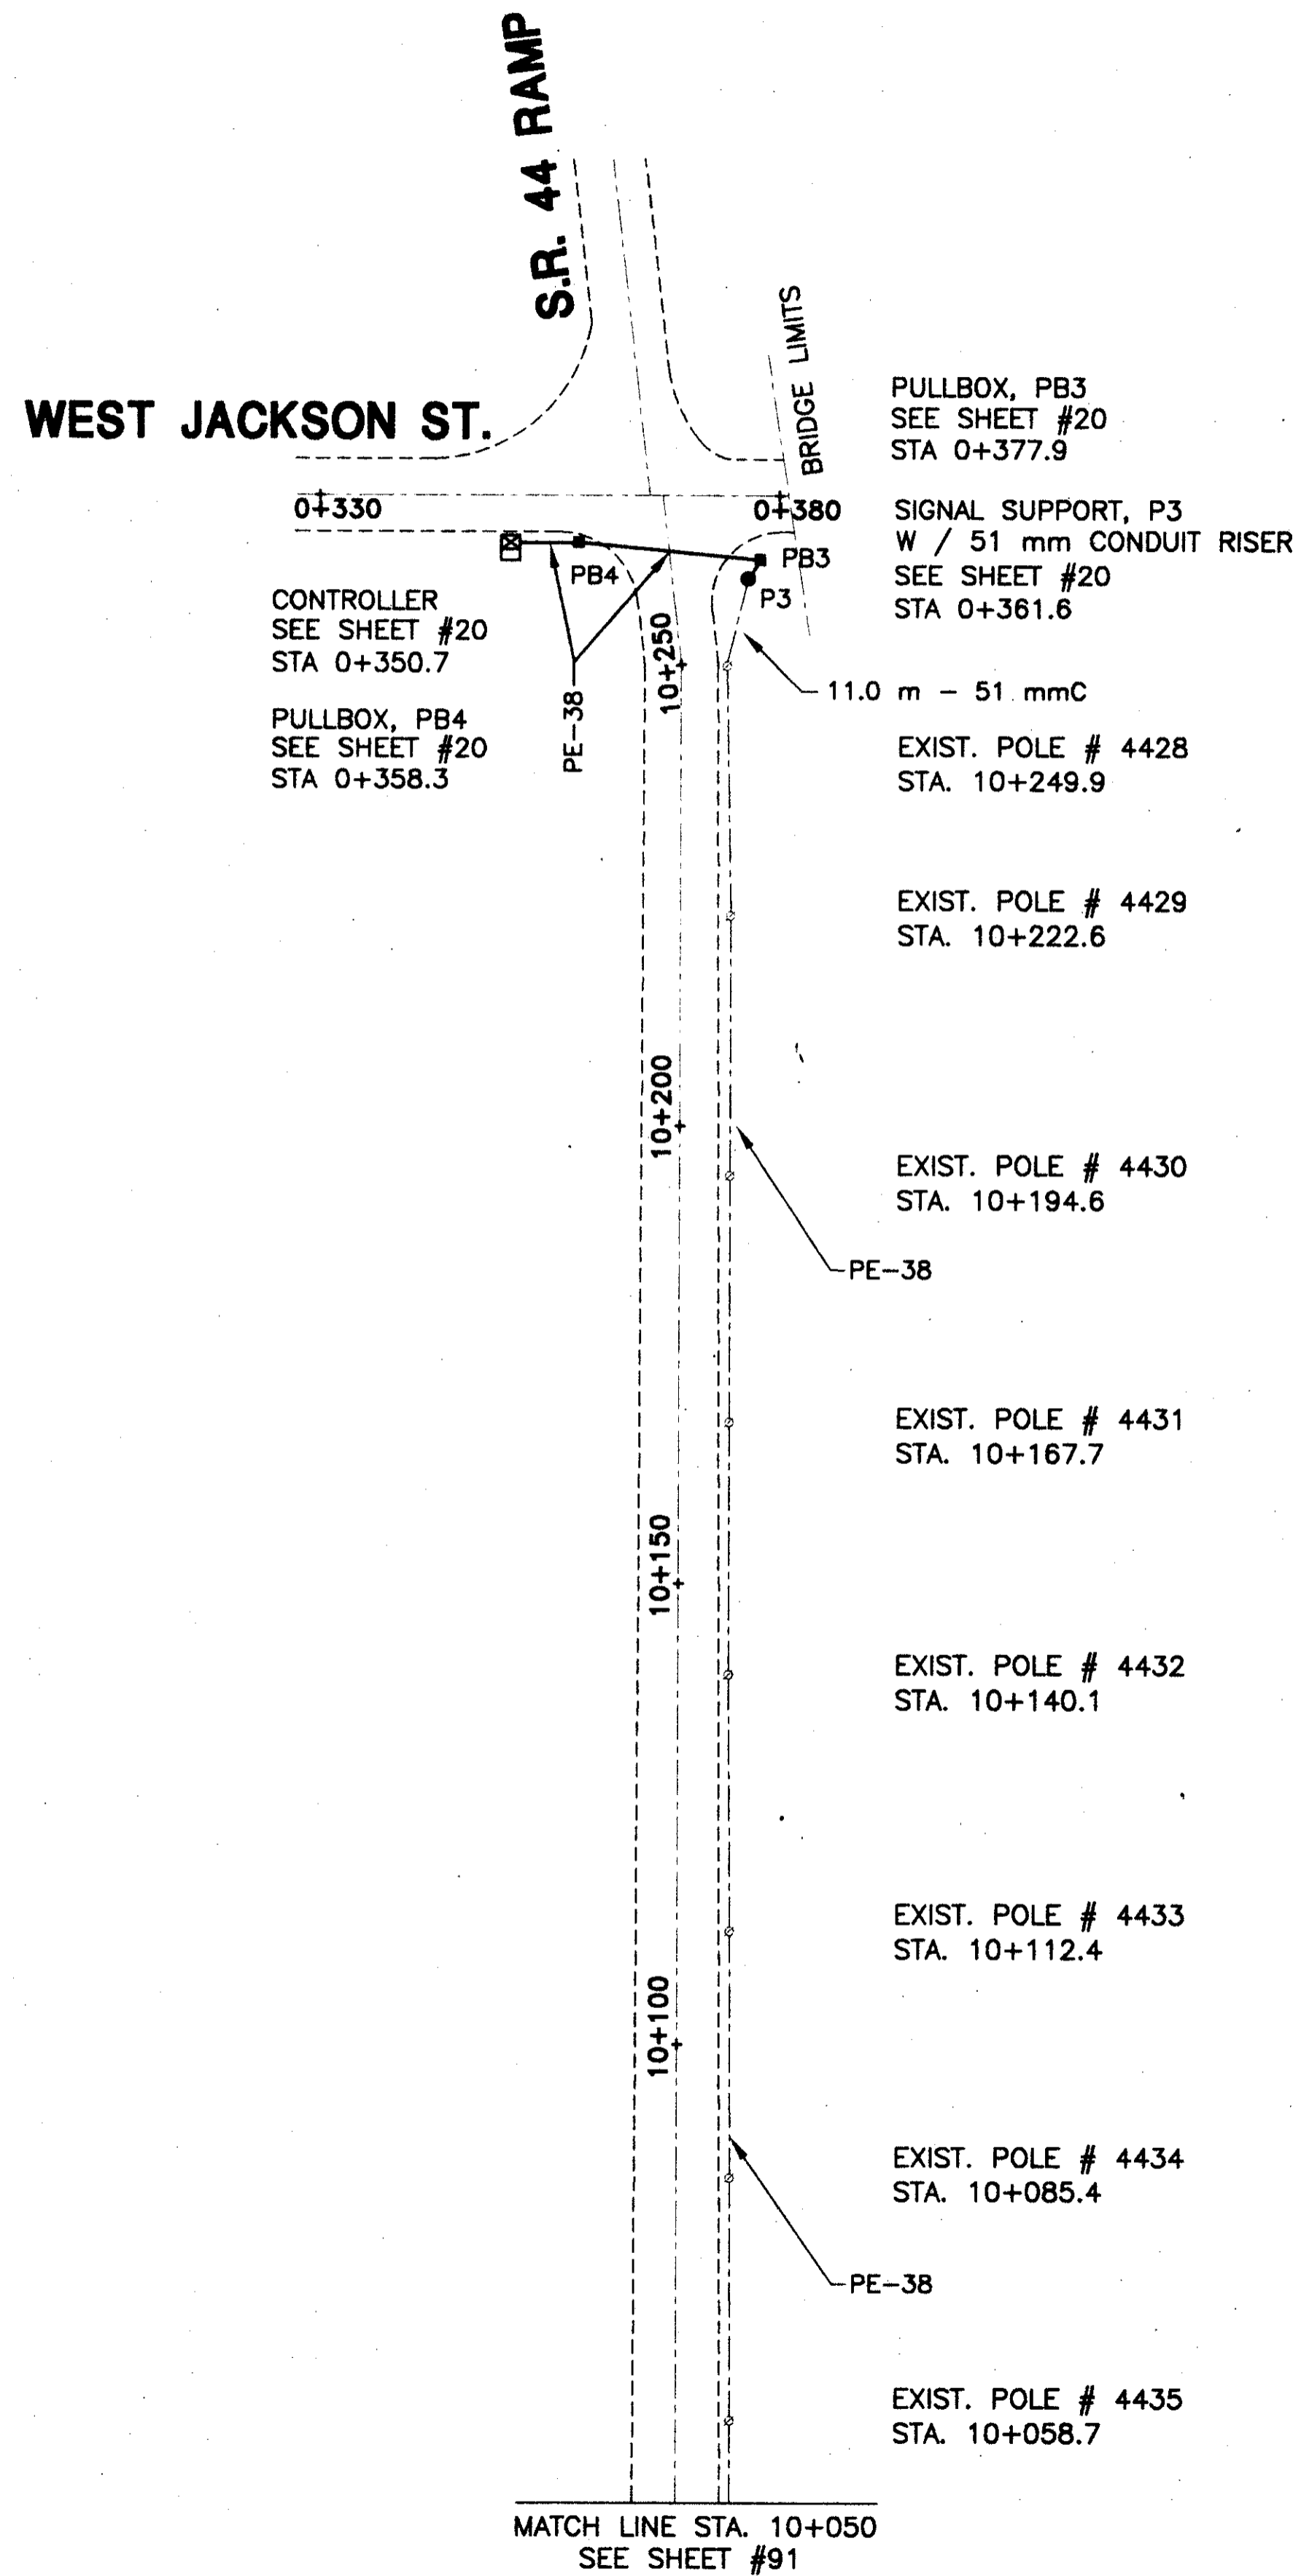 S.R. 44 RAMP
WEST JACKSON ST.
BRIDGE LIMITS
PULLBOX, PB3
SEE SHEET #20
STA 0+377.9
0+330
0+380
SIGNAL SUPPORT, P3
W / 51 mm CONDUIT RISER
SEE SHEET #20
STA 0+361.6
PB4
PB3
P3
CONTROLLER
SEE SHEET #20
STA 0+350.7
PULLBOX, PB4
SEE SHEET #20
STA 0+358.3
PE-38
10+250
11.0 m - 51 mmC
EXIST. POLE # 4428
STA. 10+249.9
EXIST. POLE # 4429
STA. 10+222.6
10+200
EXIST. POLE # 4430
STA. 10+194.6
PE-38
EXIST. POLE # 4431
STA. 10+167.7
10+150
EXIST. POLE # 4432
STA. 10+140.1
EXIST. POLE # 4433
STA. 10+112.4
10+100
EXIST. POLE # 4434
STA. 10+085.4
PE-38
EXIST. POLE # 4435
STA. 10+058.7
MATCH LINE STA. 10+050
SEE SHEET #91